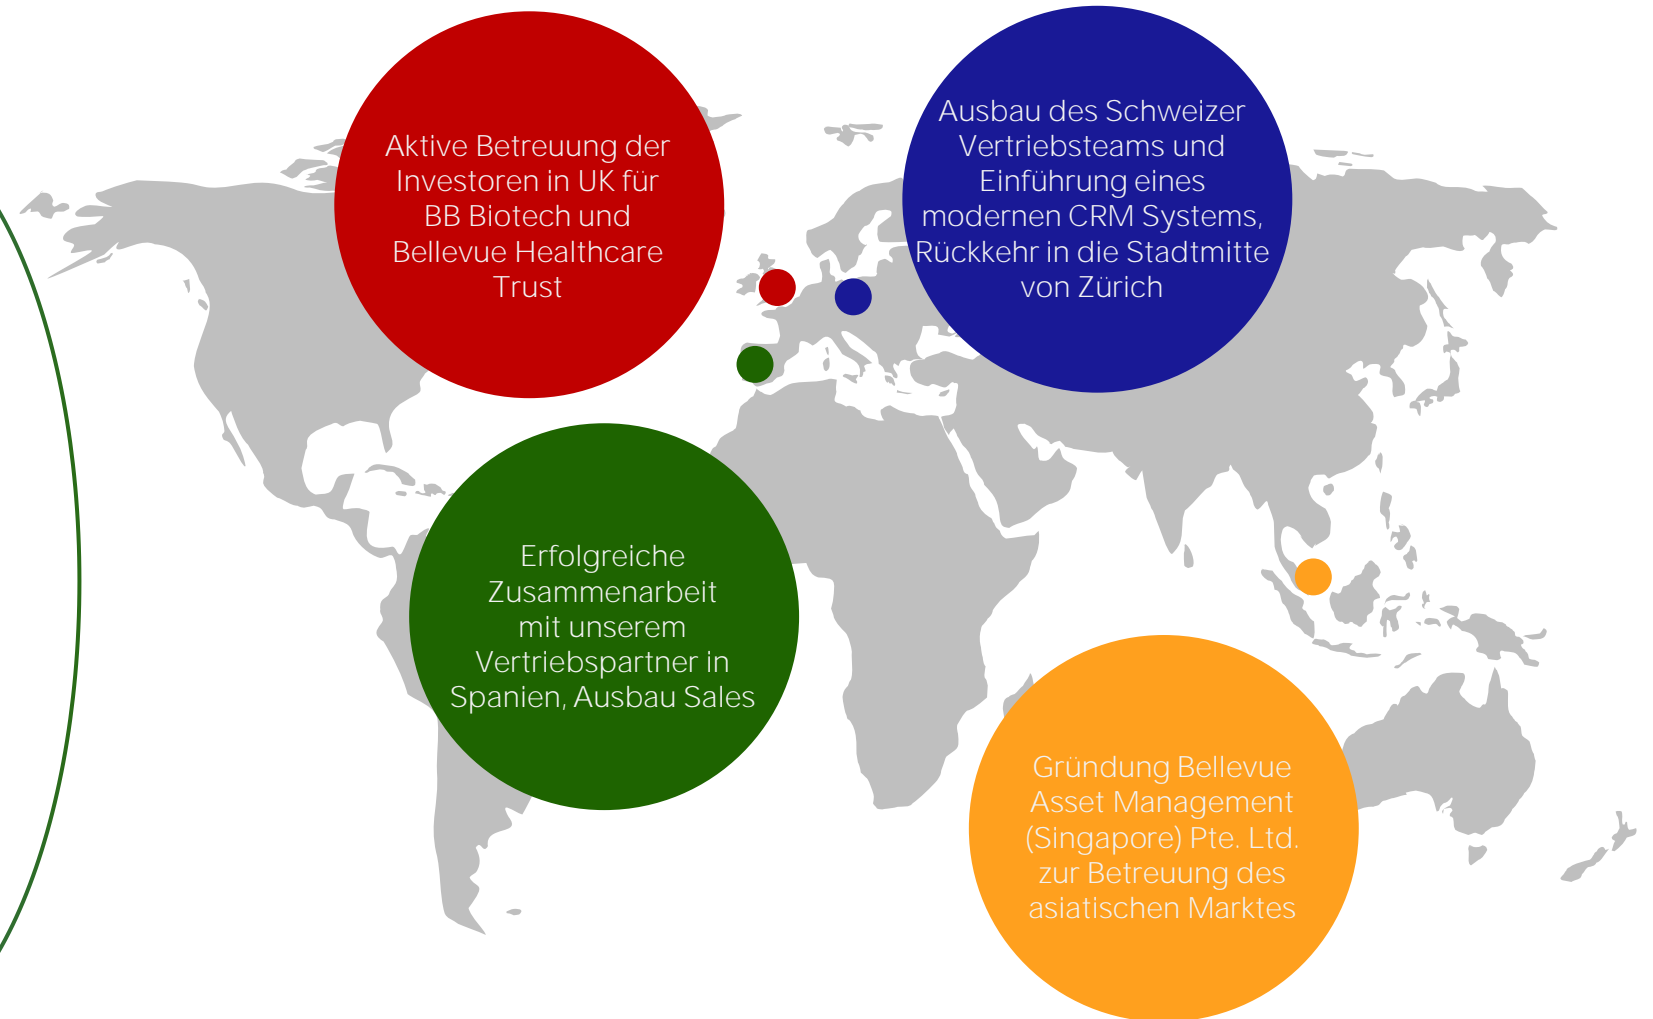 Aktive Betreuung der
Investoren in UK für
BB Biotech und
Bellevue Healthcare
Trust
Ausbau des Schweizer
Vertriebsteams und
Einführung eines
modernen CRM Systems,
Rückkehr in die Stadtmitte
von Zürich
Erfolgreiche
Zusammenarbeit
mit unserem
Vertriebspartner in
Spanien, Ausbau Sales
Gründung Bellevue
Asset Management
(Singapore) Pte. Ltd.
zur Betreuung des
asiatischen Marktes